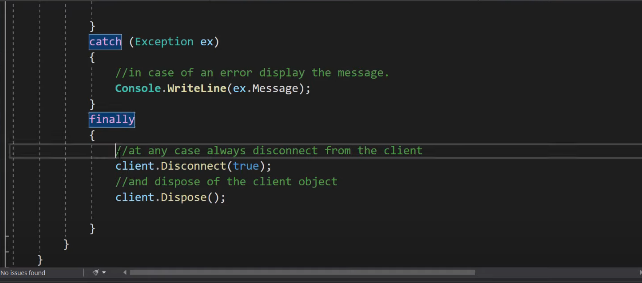 }
catch (Exception ex)
{
//in case of an error display the message.
Console.WriteLine(ex.Message);
}
finally
{
//at any case always disconnect from the client
client.Disconnect(true);
//and dispose of the client object
client.Dispose();
}
}
}
No issues found